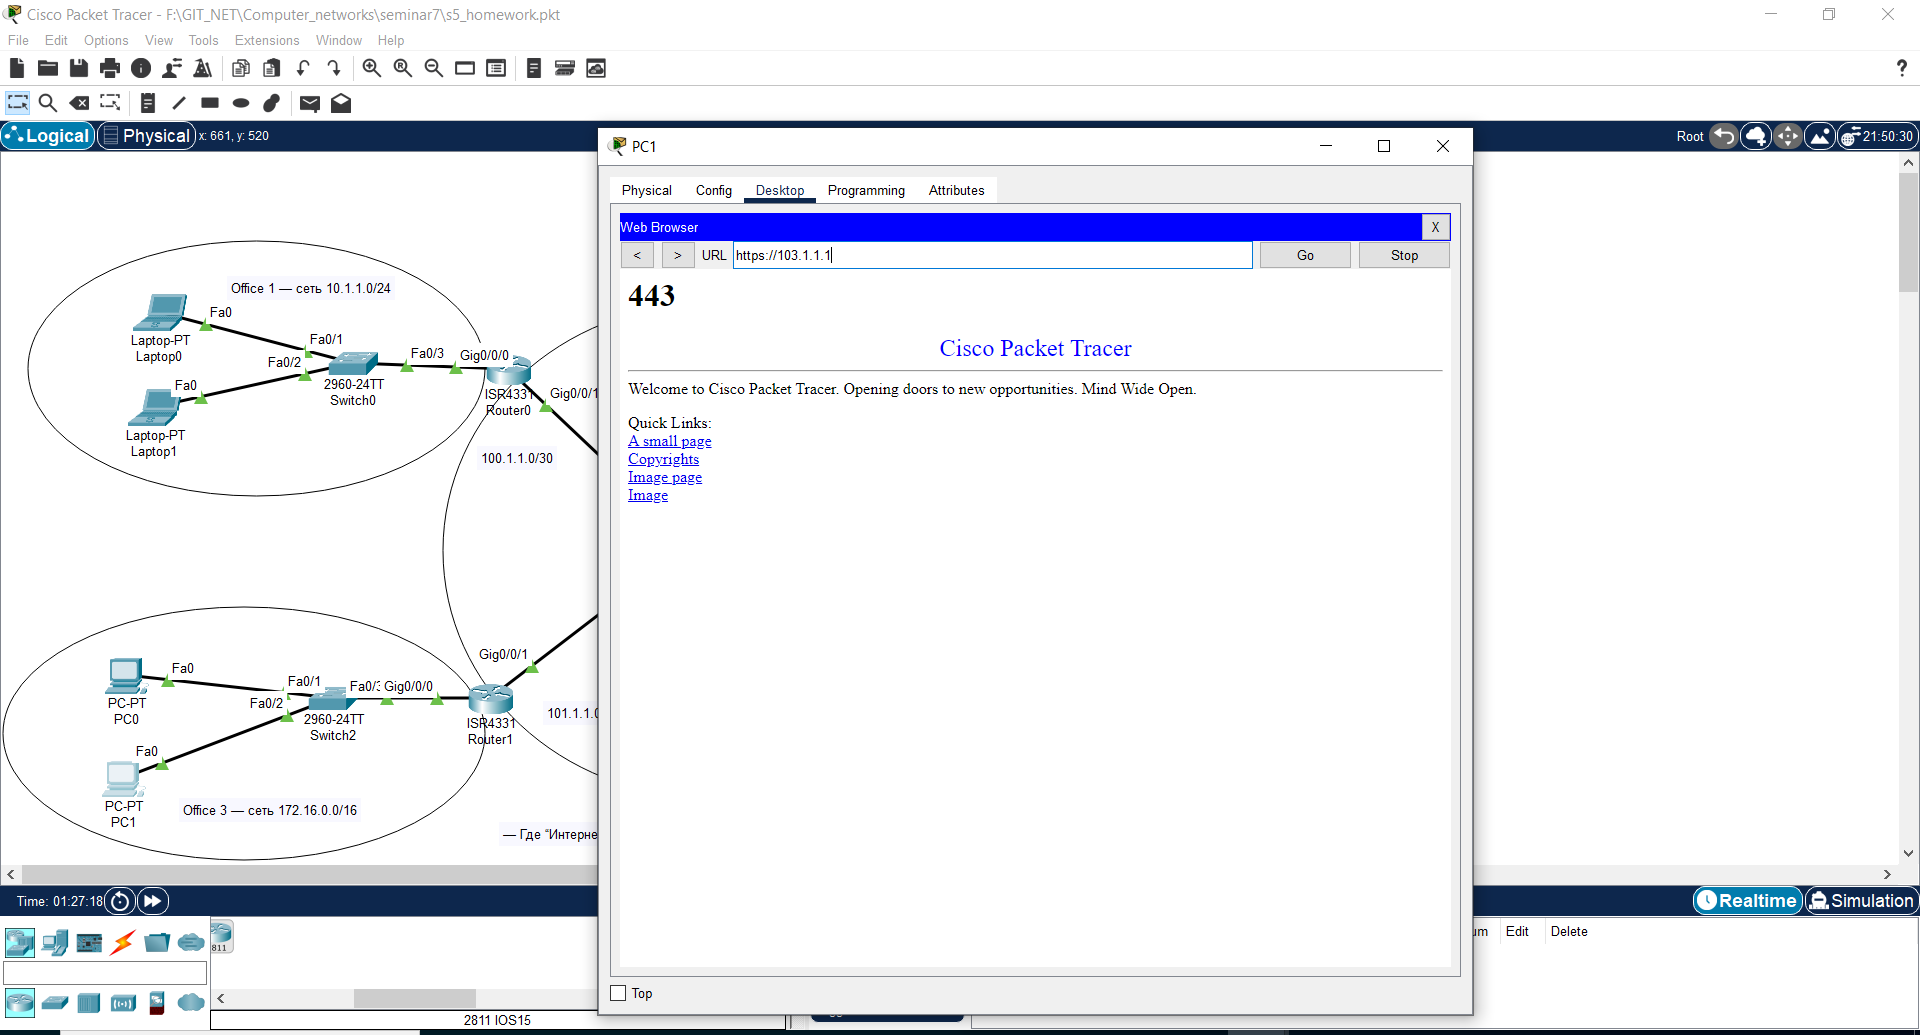 Cisco Packet Tracer - F:\GIT_NET\Computer_networks\seminar7\s5_homework.pkt
File Edit Options View Tools Extensions Window Help
?
Logical Physical x: 661, y: 520
Root 21:50:30
PC1
Physical Config Desktop Programming Attributes
Web Browser X
< > URL https://103.1.1.1 Go Stop
443
Cisco Packet Tracer
Welcome to Cisco Packet Tracer. Opening doors to new opportunities. Mind Wide Open.
Quick Links:
A small page
Copyrights
Image page
Image
Top
Office 1 — сеть 10.1.1.0/24
Fa0
Laptop-PT
Laptop0
Fa0/1
Fa0/2
Fa0/3
Gig0/0/0
2960-24TT
Switch0
Fa0
Laptop-PT
Laptop1
ISR4331
Router0
Gig0/0/1
100.1.1.0/30
Gig0/0/1
Fa0
PC-PT
PC0
Fa0/1
Fa0/2
Fa0/3
Gig0/0/0
2960-24TT
Switch2
ISR4331
Router1
101.1.1.0
Fa0
PC-PT
PC1
Office 3 — сеть 172.16.0.0/16
— Где “Интерне
Time: 01:27:18
Realtime Simulation
811
Edit Delete
2811 IOS15